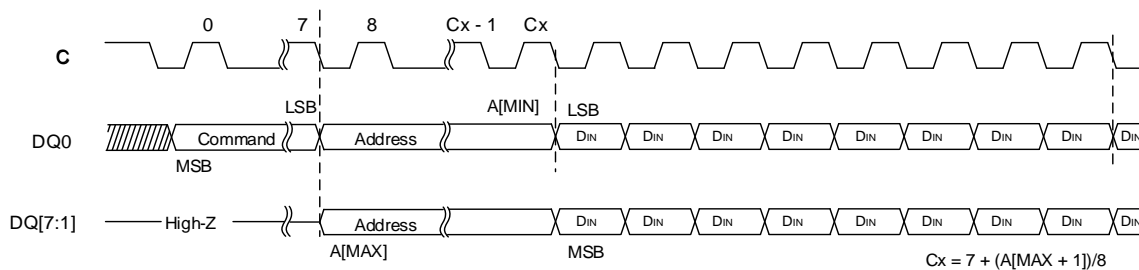 0 7 8 Cx - 1 Cx
C
LSB A[MIN] LSB
DQ0 Command Address DIN DIN DIN DIN DIN DIN DIN DIN DIN
MSB
DQ[7:1] High-Z Address DIN DIN DIN DIN DIN DIN DIN DIN DIN
A[MAX] MSB
Cx = 7 + (A[MAX + 1])/8